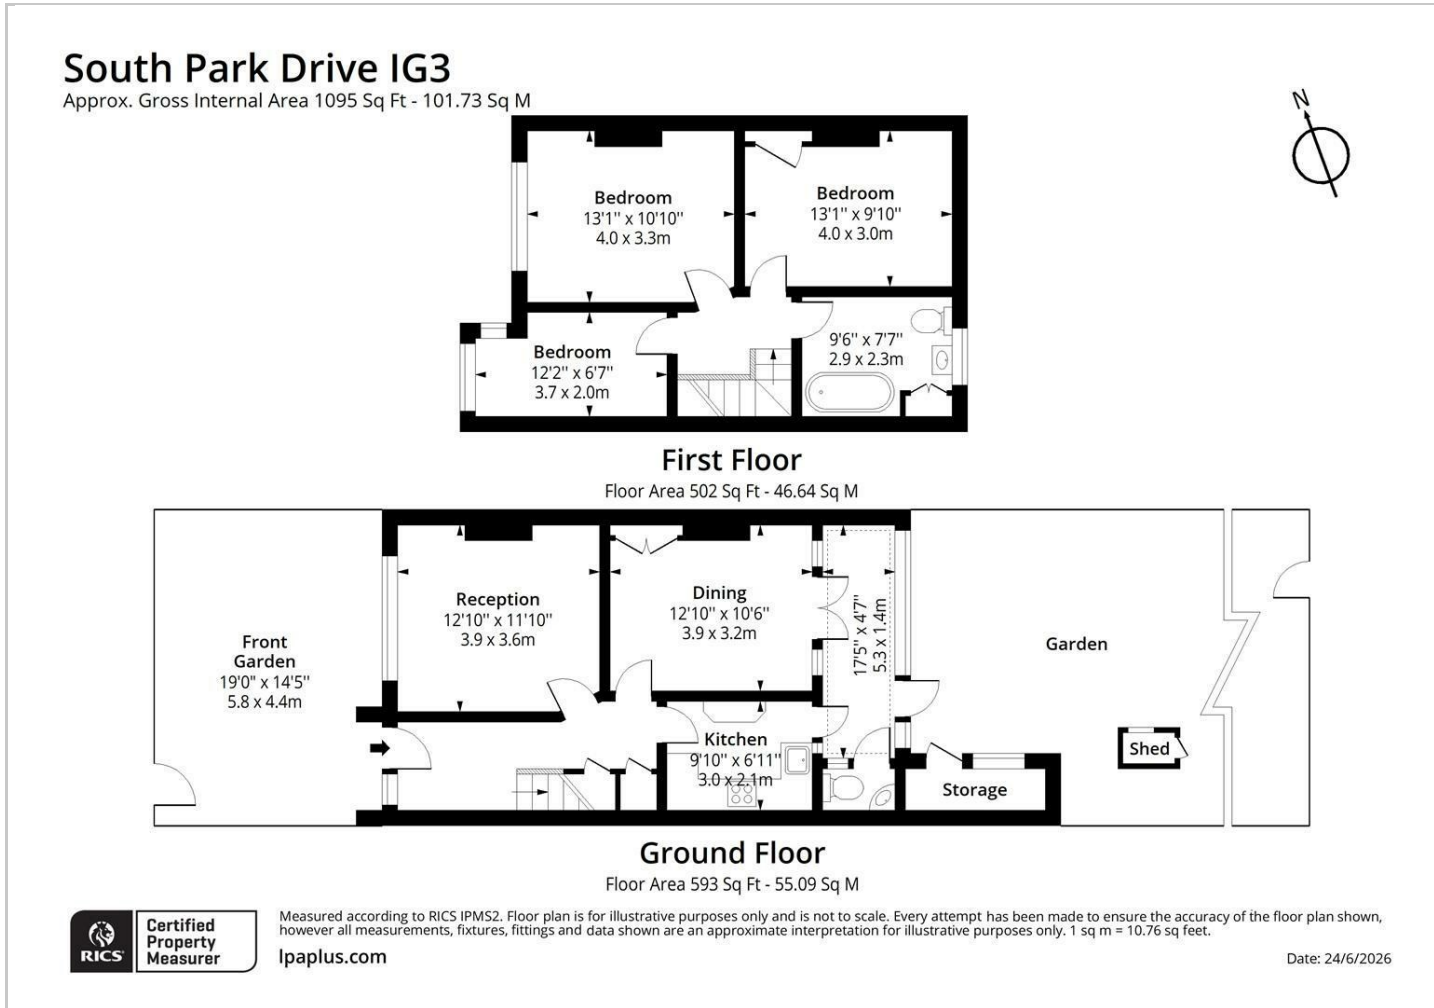 South Park Drive IG3
Approx. Gross Internal Area 1095 Sq Ft - 101.73 Sq M
N
Bedroom
13'1'' x 10'10''
4.0 x 3.3m
Bedroom
13'1'' x 9'10''
4.0 x 3.0m
Bedroom
12'2'' x 6'7''
3.7 x 2.0m
9'6'' x 7'7''
2.9 x 2.3m
First Floor
Floor Area 502 Sq Ft - 46.64 Sq M
Front
Garden
19'0'' x 14'5''
5.8 x 4.4m
Reception
12'10'' x 11'10''
3.9 x 3.6m
Dining
12'10'' x 10'6''
3.9 x 3.2m
17'5'' x 4'7''
5.3 x 1.4m
Kitchen
9'10'' x 6'11''
3.0 x 2.1m
Garden
Shed
Storage
Ground Floor
Floor Area 593 Sq Ft - 55.09 Sq M
RICS
Certified
Property
Measurer
Measured according to RICS IPMS2. Floor plan is for illustrative purposes only and is not to scale. Every attempt has been made to ensure the accuracy of the floor plan shown,
however all measurements, fixtures, fittings and data shown are an approximate interpretation for illustrative purposes only. 1 sq m = 10.76 sq feet.
lpaplus.com
Date: 24/6/2026